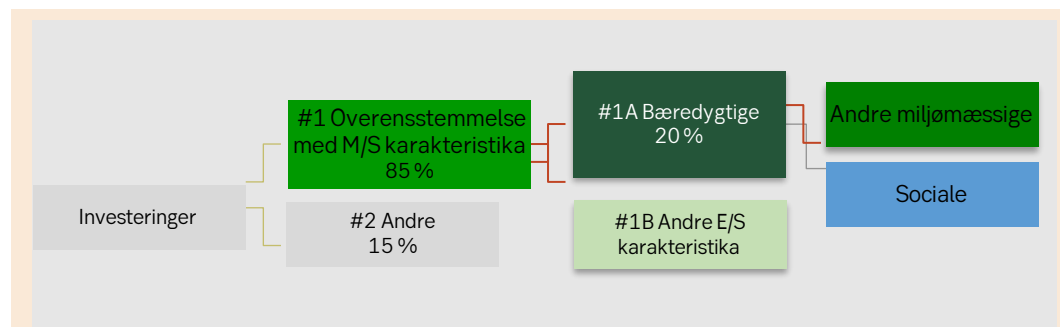 Investeringer
#1 Overensstemmelse
med M/S karakteristika
85 %
#2 Andre
15 %
#1A Bæredygtige
20 %
#1B Andre E/S
karakteristika
Andre miljømæssige
Sociale